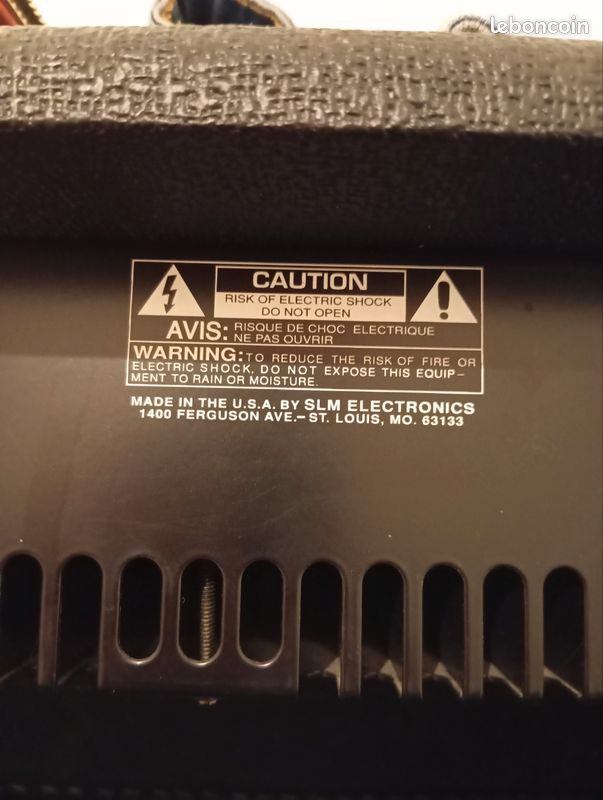 leboncoin
CAUTION
RISK OF ELECTRIC SHOCK
DO NOT OPEN
AVIS: RISQUE DE CHOC ELECTRIQUE
NE PAS OUVRIR
WARNING: TO REDUCE THE RISK OF FIRE OR
ELECTRIC SHOCK, DO NOT EXPOSE THIS EQUIP-
MENT TO RAIN OR MOISTURE.
MADE IN THE U.S.A. BY SLM ELECTRONICS
1400 FERGUSON AVE.- ST. LOUIS, MO. 63133